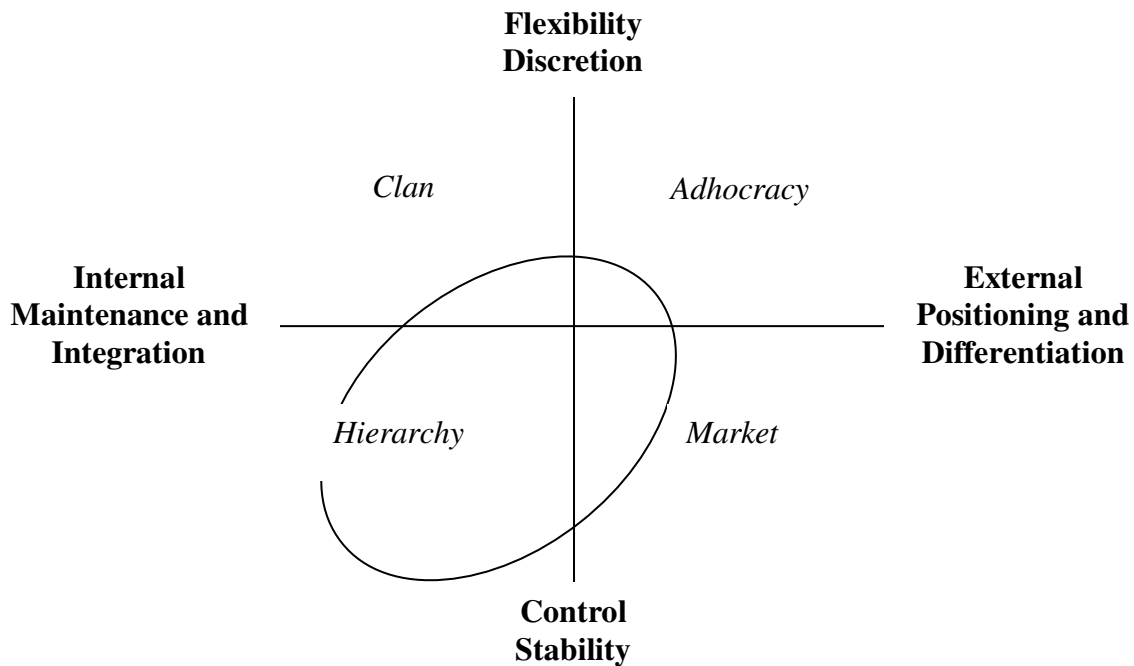 Flexibility
Discretion
Clan
Adhocracy
Internal
Maintenance and
Integration
External
Positioning and
Differentiation
Hierarchy
Market
Control
Stability